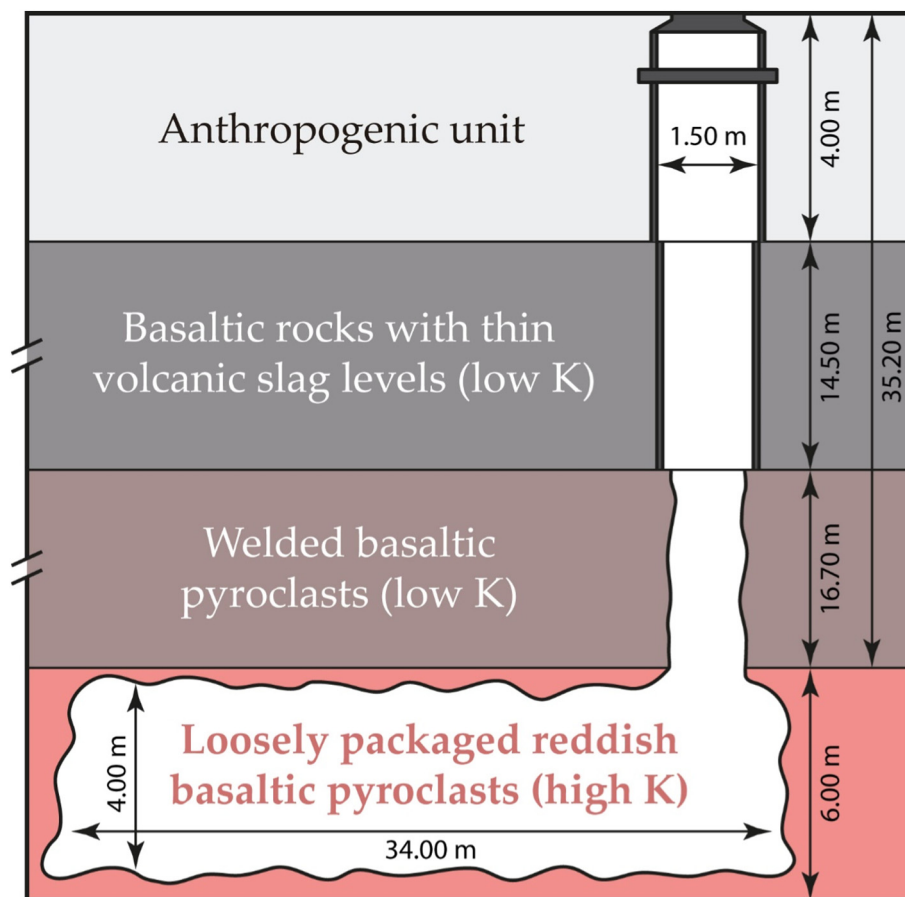 Anthropogenic unit
1.50 m
4.00 m
Basaltic rocks with thin
volcanic slag levels (low K)
14.50 m
35.20 m
Welded basaltic
pyroclasts (low K)
16.70 m
Loosely packaged reddish
basaltic pyroclasts (high K)
4.00 m
34.00 m
6.00 m